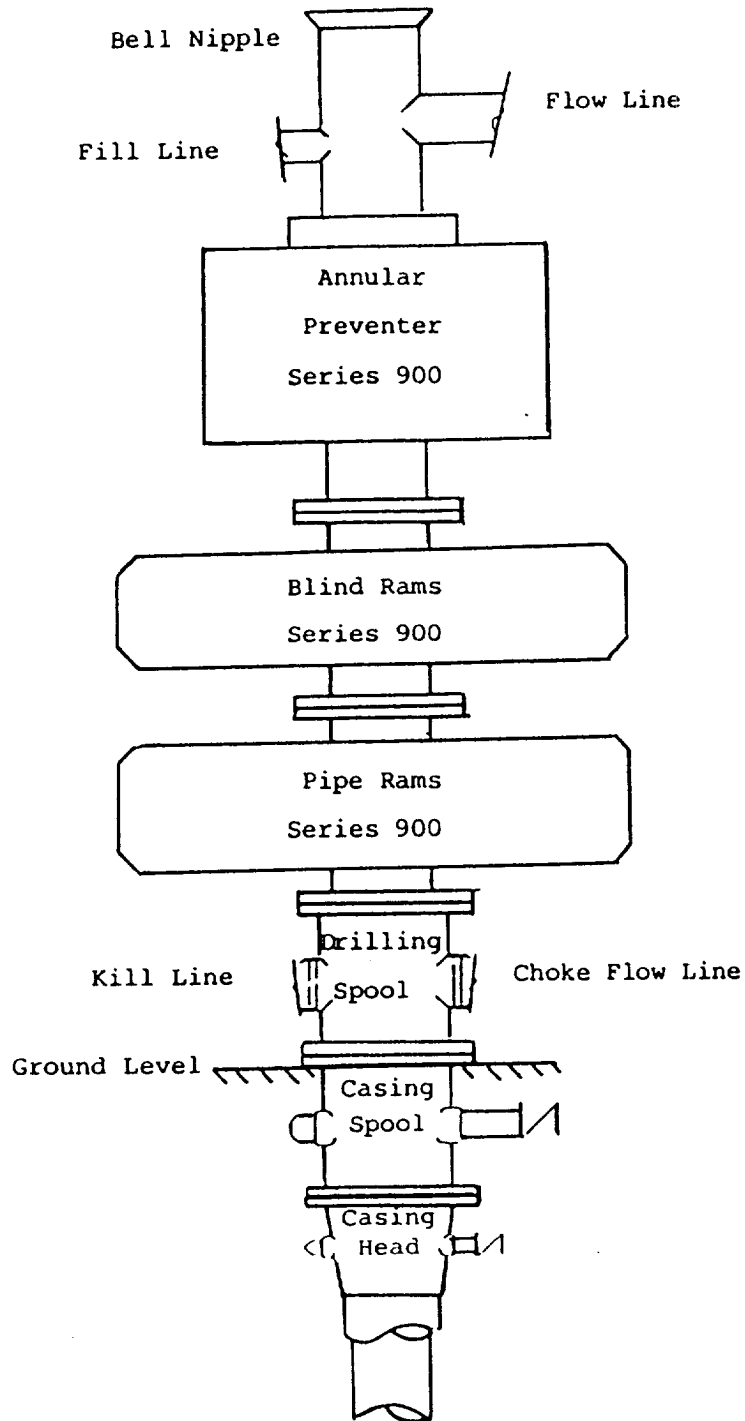 Bell Nipple
Flow Line
Fill Line
Annular
Preventer
Series 900
Blind Rams
Series 900
Pipe Rams
Series 900
Drilling
Kill Line
Spool
Choke Flow Line
Ground Level
Casing
Spool
Casing
Head